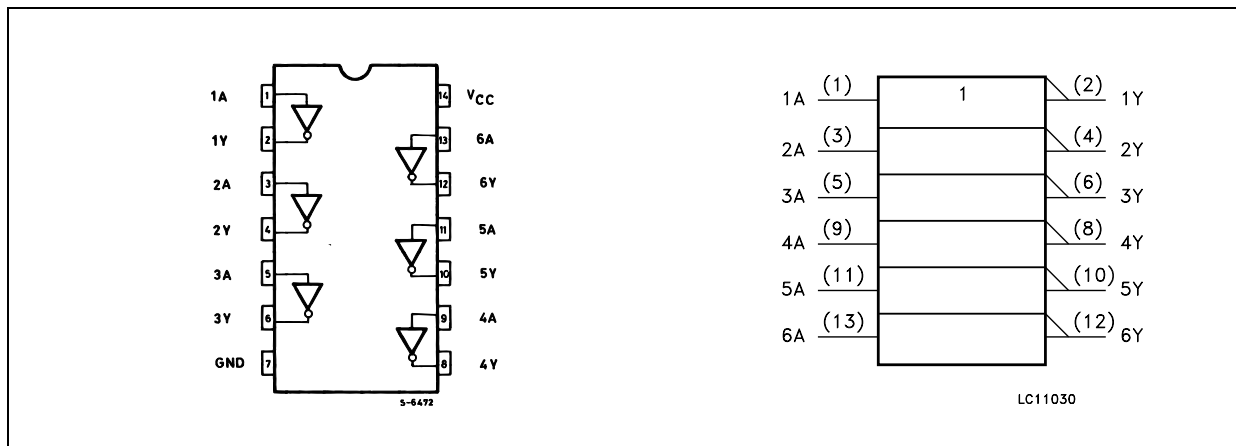 1A 1 14 VCC
1Y 2 13 6A
2A 3 12 6Y
2Y 4 11 5A
3A 5 10 5Y
3Y 6 9 4A
GND 7 8 4Y
S-6472
1
1A (1) (2) 1Y
2A (3) (4) 2Y
3A (5) (6) 3Y
4A (9) (8) 4Y
5A (11) (10) 5Y
6A (13) (12) 6Y
LC11030